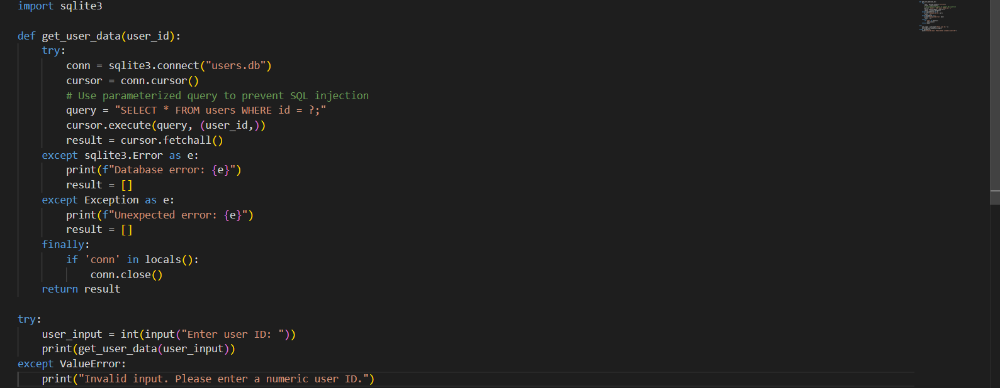 import sqlite3

def get_user_data(user_id):
    try:
        conn = sqlite3.connect("users.db")
        cursor = conn.cursor()
        # Use parameterized query to prevent SQL injection
        query = "SELECT * FROM users WHERE id = ?;"
        cursor.execute(query, (user_id,))
        result = cursor.fetchall()
    except sqlite3.Error as e:
        print(f"Database error: {e}")
        result = []
    except Exception as e:
        print(f"Unexpected error: {e}")
        result = []
    finally:
        if 'conn' in locals():
            conn.close()
    return result

try:
    user_input = int(input("Enter user ID: "))
    print(get_user_data(user_input))
except ValueError:
    print("Invalid input. Please enter a numeric user ID.")